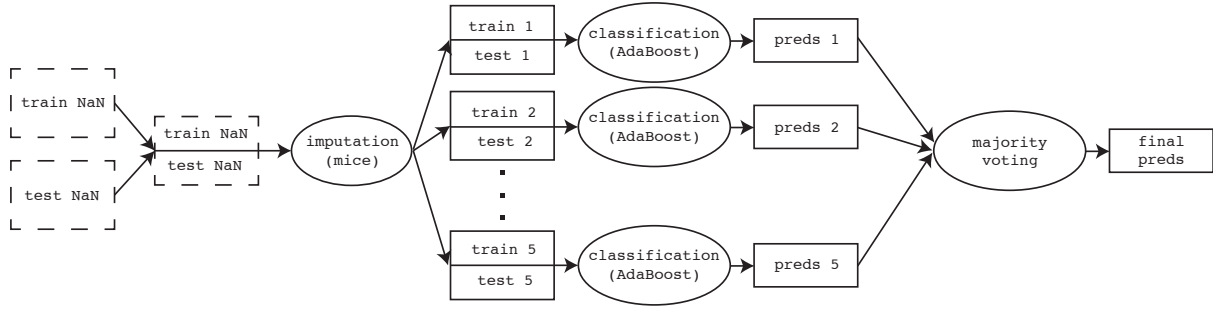 train NaN
test NaN
train NaN
test NaN
imputation
(mice)
train 1
test 1
classification
(AdaBoost)
preds 1
train 2
test 2
classification
(AdaBoost)
preds 2
train 5
test 5
classification
(AdaBoost)
preds 5
majority
voting
final
preds